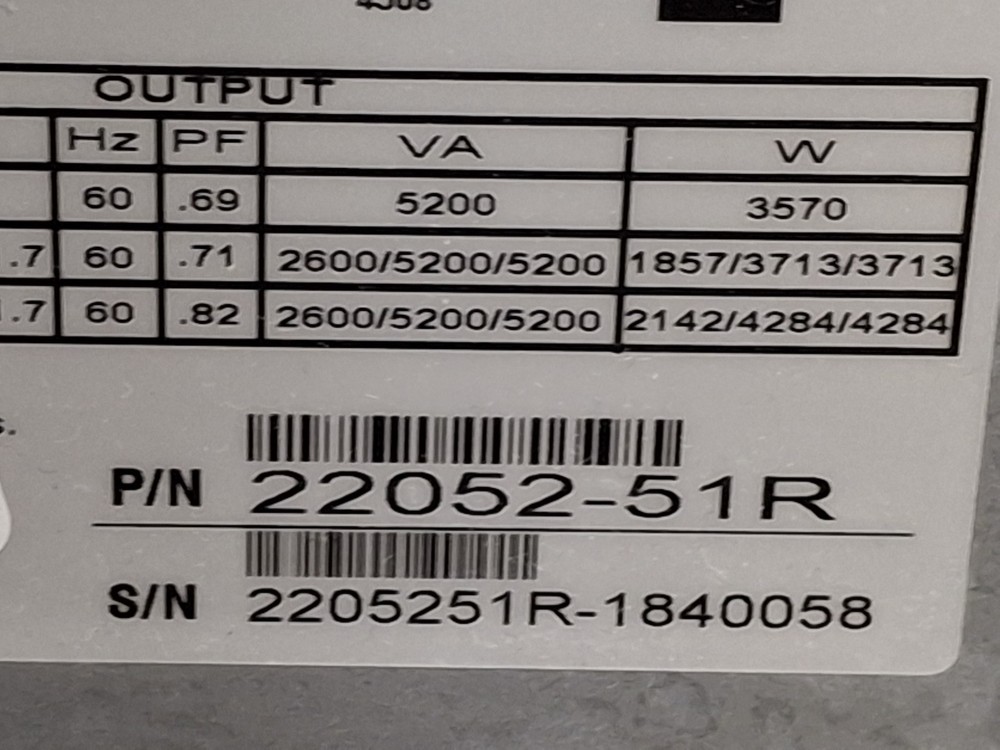 OUTPUT
Hz PF VA W
60 .69 5200 3570
.7 60 .71 2600/5200/5200 1857/3713/3713
.7 60 .82 2600/5200/5200 2142/4284/4284
s.
P/N 22052-51R
S/N 2205251R-1840058